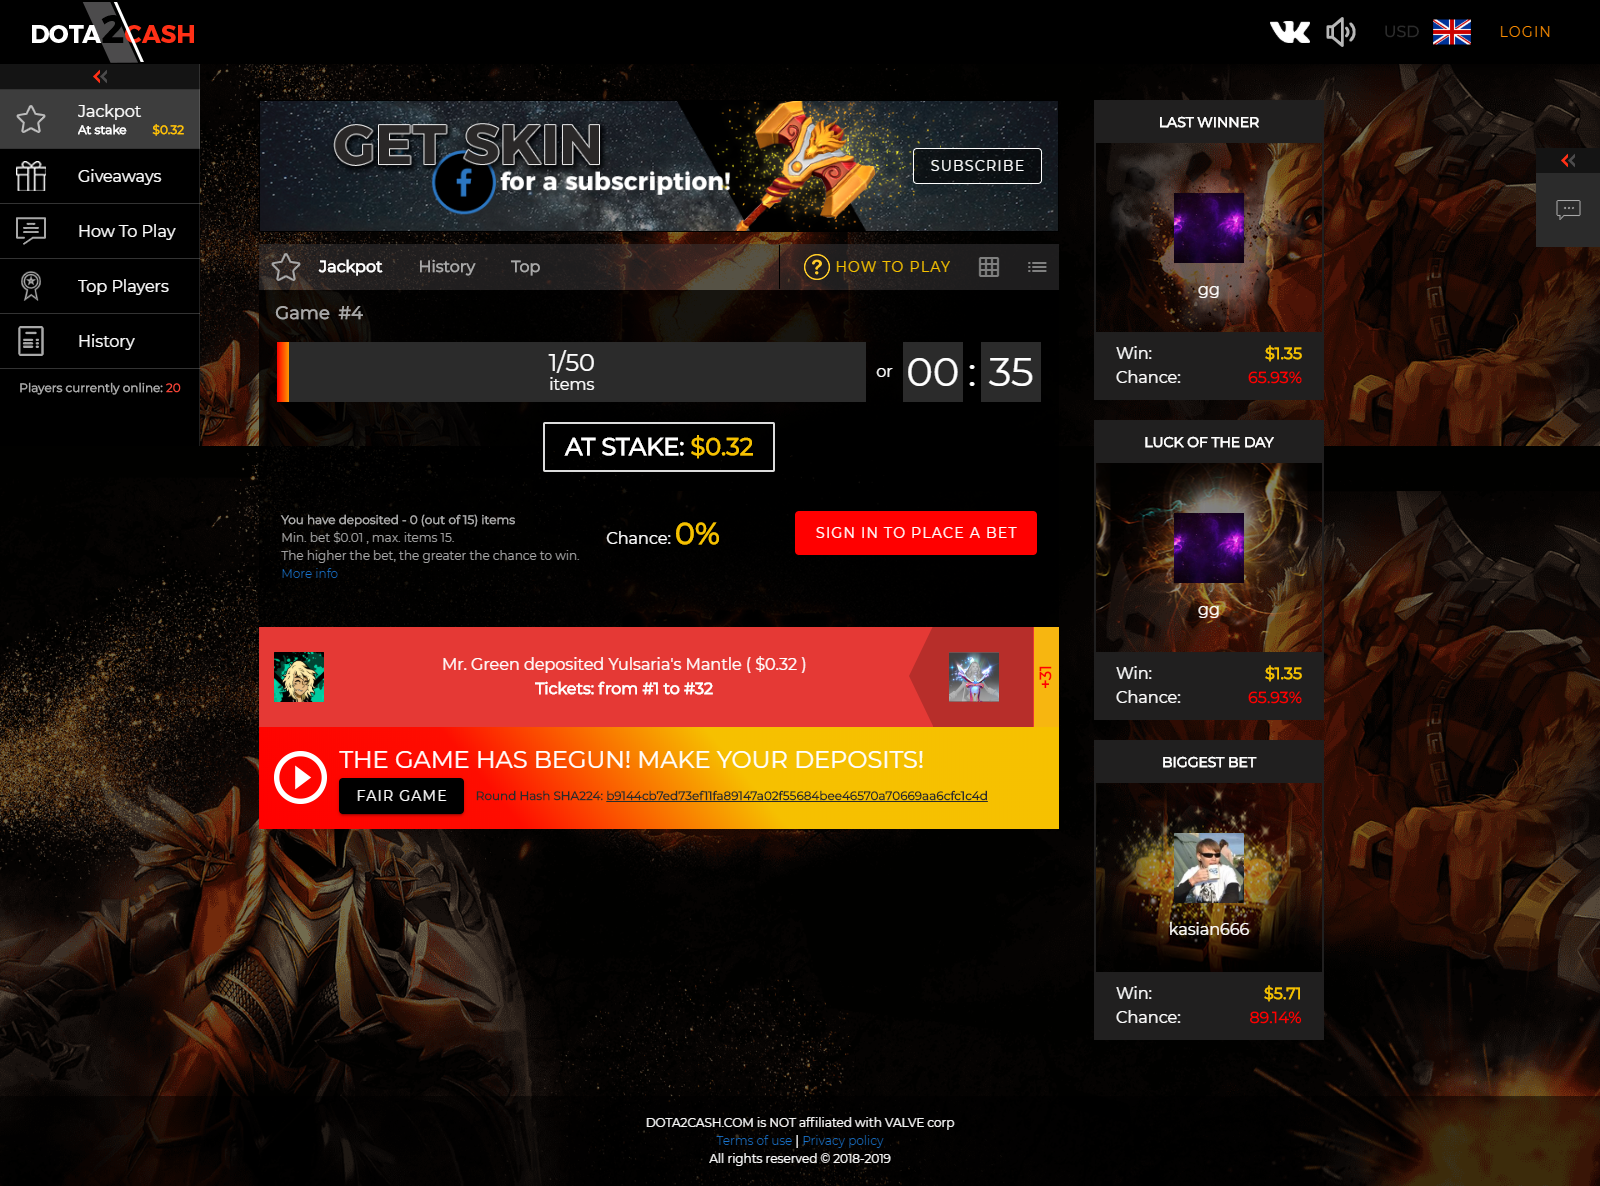 DOTA2CASH
USD
LOGIN
Jackpot
At stake $0.32
Giveaways
How To Play
Top Players
History
Players currently online: 20
GET SKIN
for a subscription!
SUBSCRIBE
Jackpot
History
Top
? HOW TO PLAY
Game #4
1/50
items
or
00 : 35
AT STAKE: $0.32
You have deposited - 0 (out of 15) items
Min. bet $0.01 , max. items 15.
The higher the bet, the greater the chance to win.
More info
Chance: 0%
SIGN IN TO PLACE A BET
Mr. Green deposited Yulsaria's Mantle ( $0.32 )
Tickets: from #1 to #32
+31
THE GAME HAS BEGUN! MAKE YOUR DEPOSITS!
FAIR GAME
Round Hash SHA224: b9144cb7ed73ef11fa89147a02f55684bee46570a70669aa6cfc1c4d
LAST WINNER
gg
Win: $1.35
Chance: 65.93%
LUCK OF THE DAY
gg
Win: $1.35
Chance: 65.93%
BIGGEST BET
kasian666
Win: $5.71
Chance: 89.14%
DOTA2CASH.COM is NOT affiliated with VALVE corp
Terms of use | Privacy policy
All rights reserved © 2018-2019